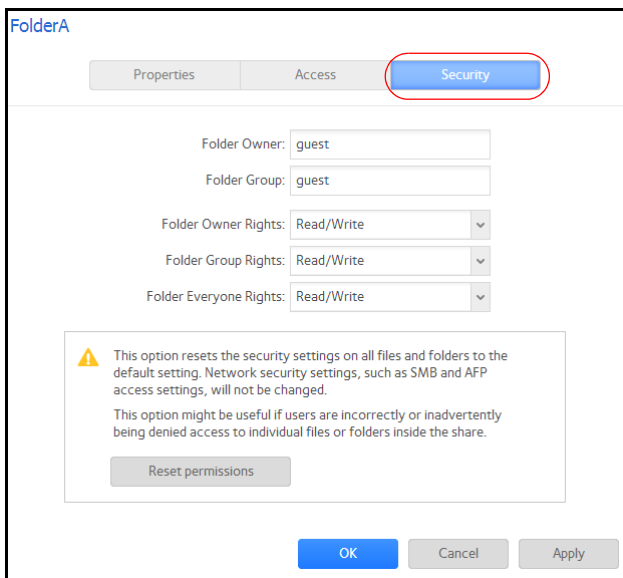 FolderA
Properties
Access
Security
Folder Owner: guest
Folder Group: guest
Folder Owner Rights: Read/Write
Folder Group Rights: Read/Write
Folder Everyone Rights: Read/Write
This option resets the security settings on all files and folders to the
default setting. Network security settings, such as SMB and AFP
access settings, will not be changed.
This option might be useful if users are incorrectly or inadvertently
being denied access to individual files or folders inside the share.
Reset permissions
OK
Cancel
Apply